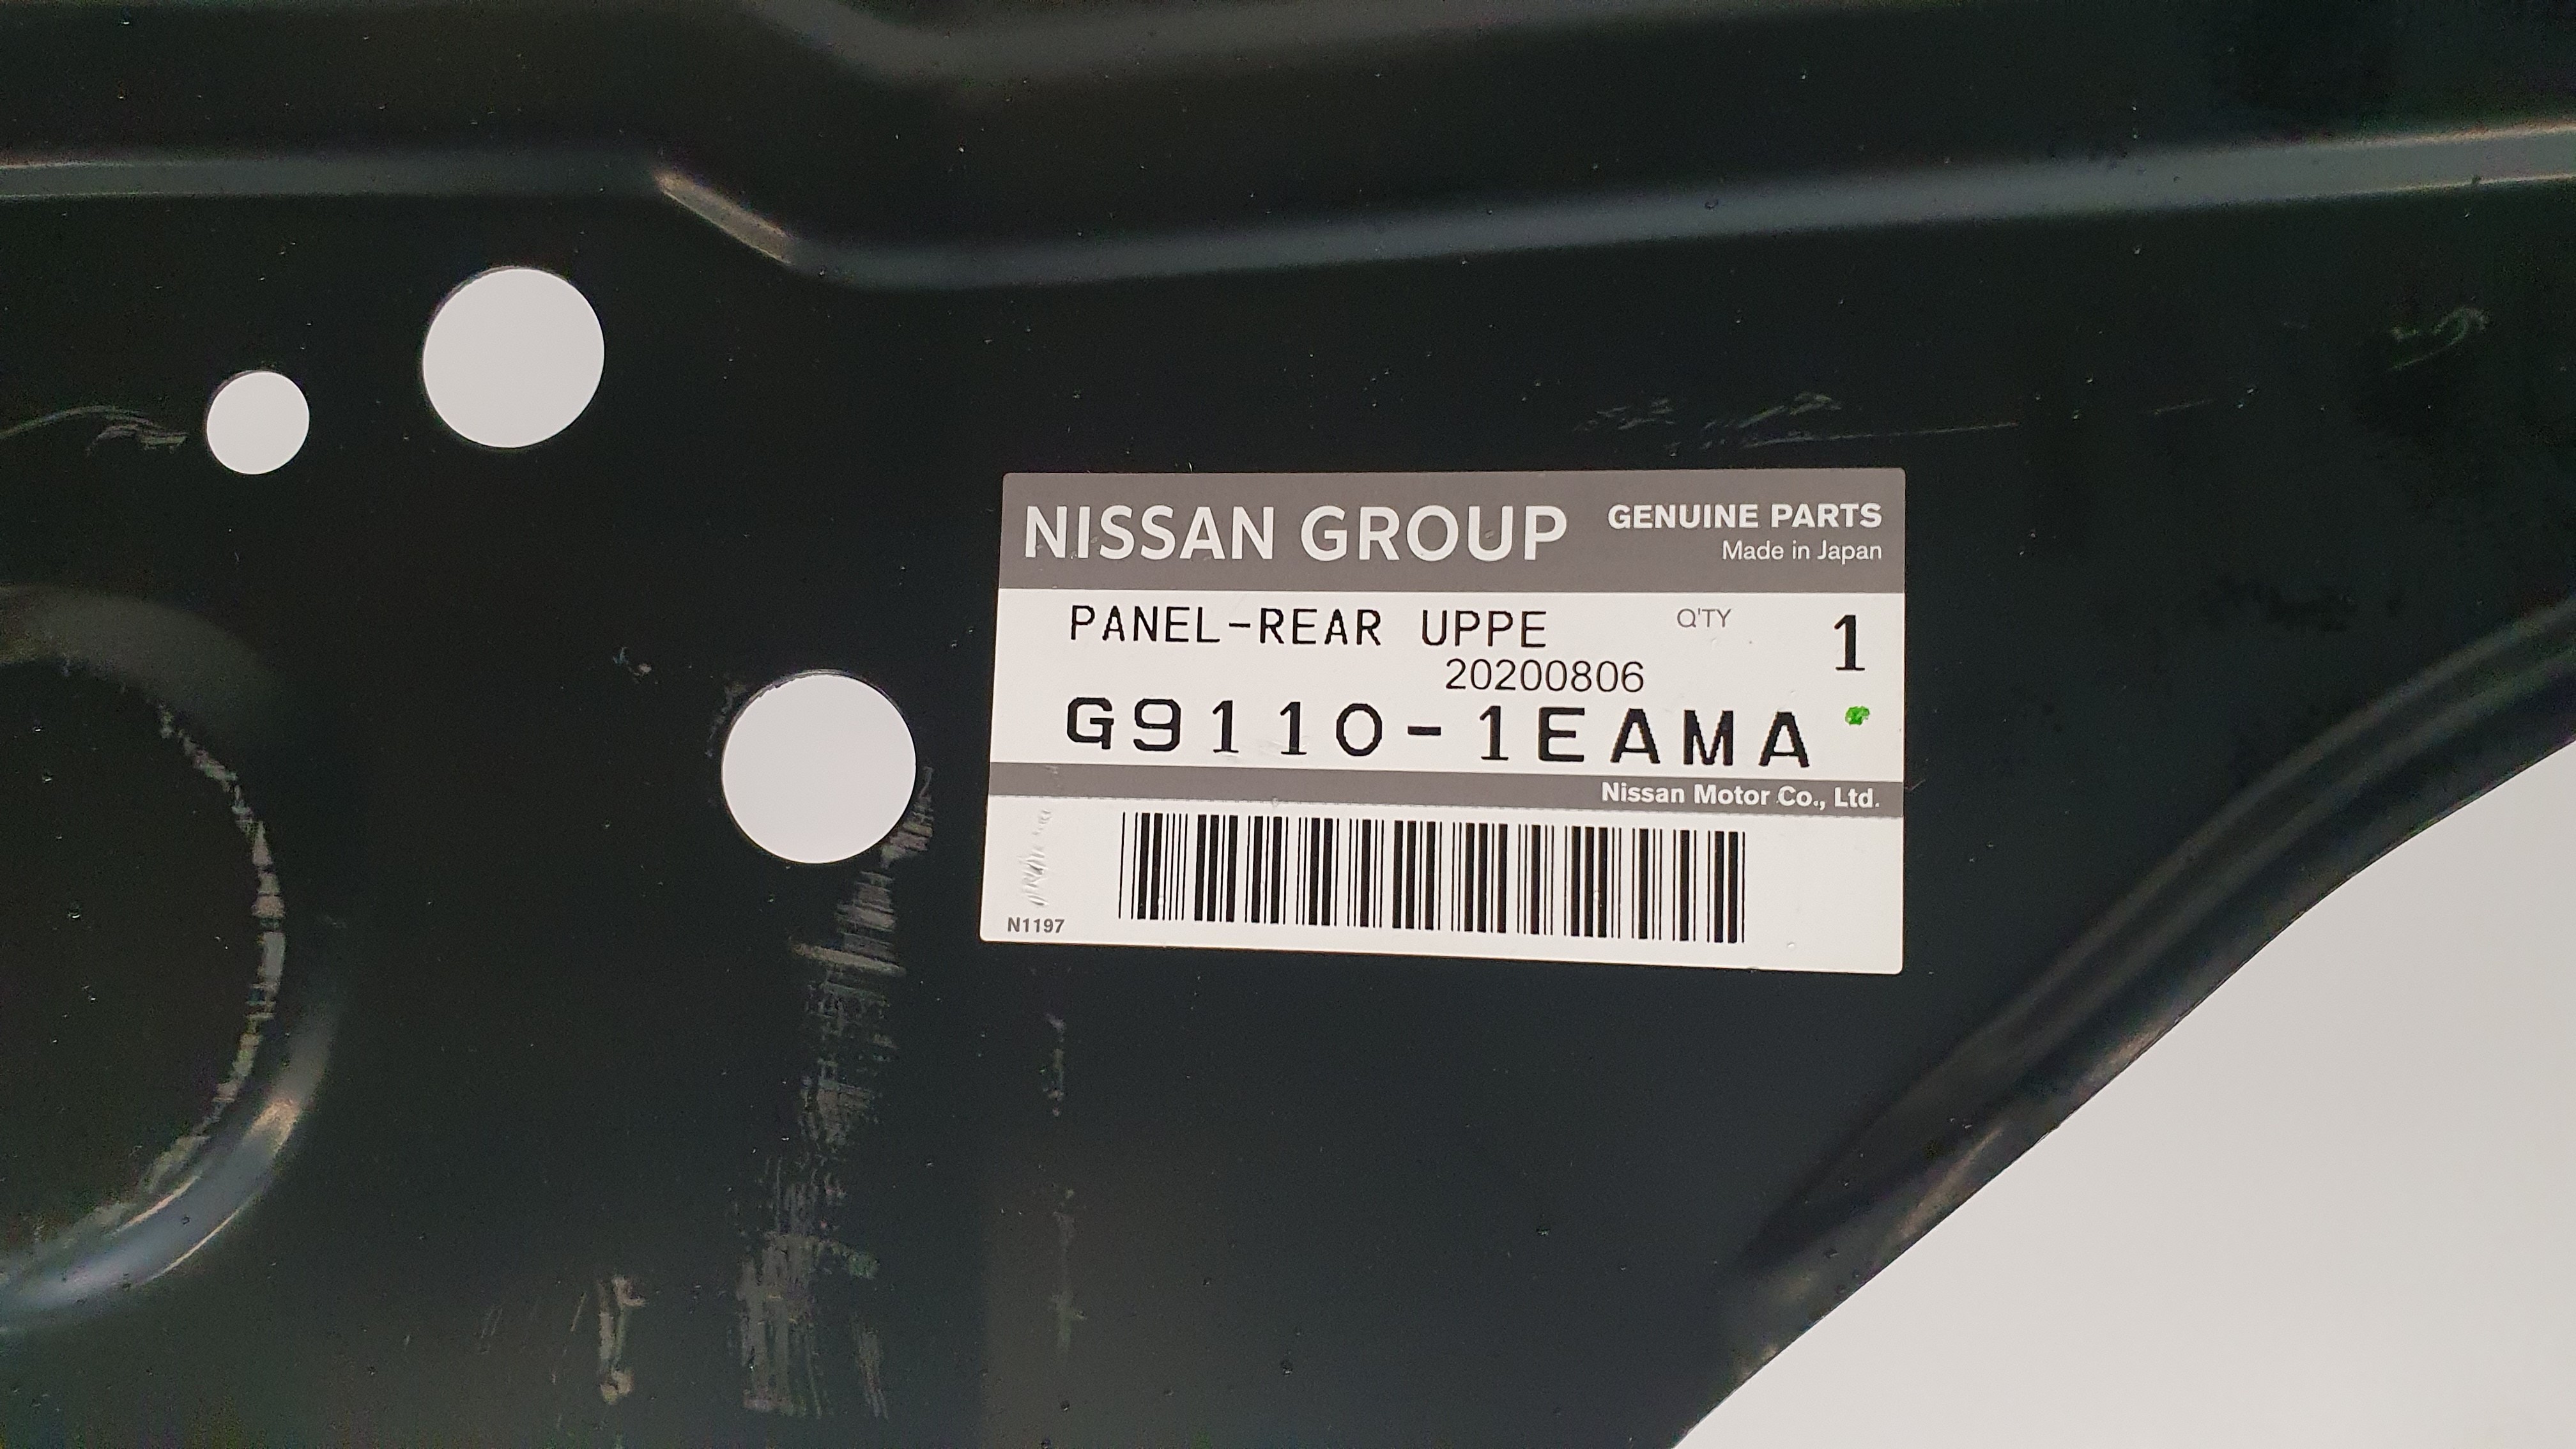 NISSAN GROUP GENUINE PARTS
Made in Japan
PANEL-REAR UPPE Q'TY 1
20200806
G9110-1EAMA
Nissan Motor Co., Ltd.
N1197